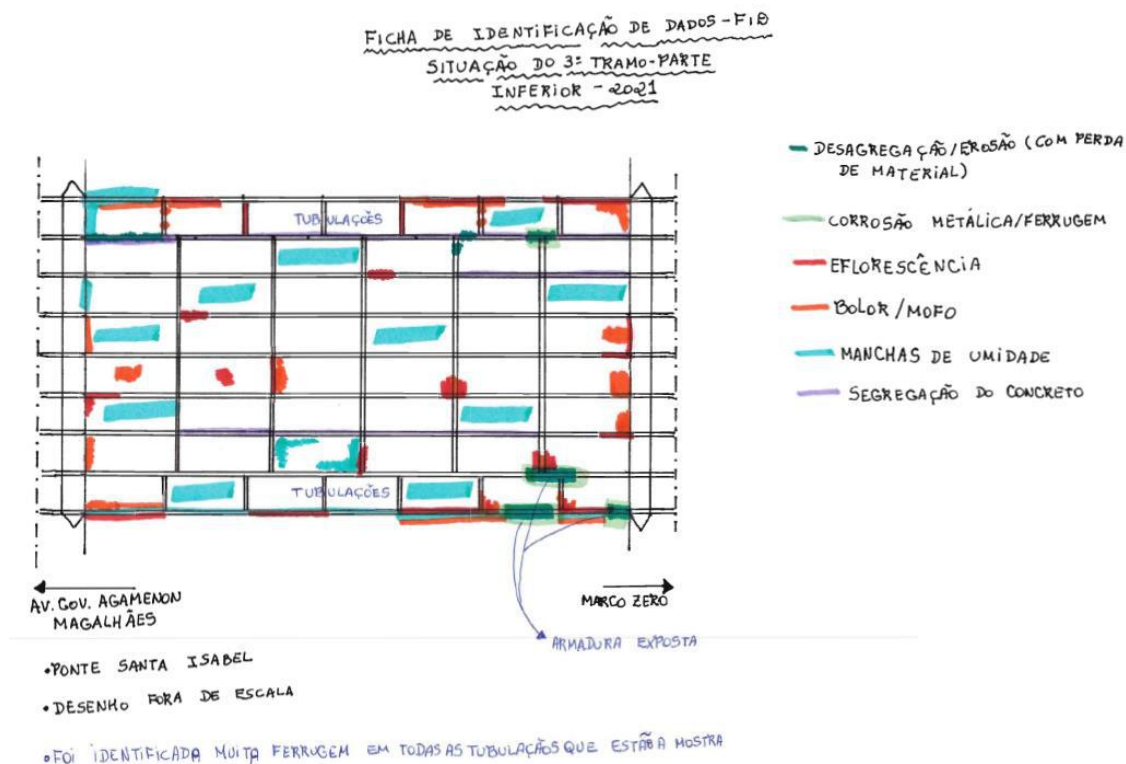 FICHA DE IDENTIFICAÇÃO DE DADOS - FID
SITUAÇÃO DO 3º TRAMO-PARTE
INFERIOR - 2021
DESAGREGAÇÃO/EROSÃO (COM PERDA
DE MATERIAL)
CORROSÃO METÁLICA/FERRUGEM
EFLORESCÊNCIA
BOLOR/MOFO
MANCHAS DE UMIDADE
SEGREGAÇÃO DO CONCRETO
TUBULAÇÕES
TUBULAÇÕES
AV. GOV. AGAMENON
MAGALHÃES
MARCO ZERO
ARMADURA EXPOSTA
•PONTE SANTA ISABEL
•DESENHO FORA DE ESCALA
•FOI IDENTIFICADA MUITA FERRUGEM EM TODAS AS TUBULAÇÕES QUE ESTÃO A MOSTRA